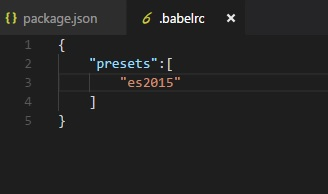 {} package.json
6 .babelrc ×
1 {
2 "presets":[
3 "es2015"
4 ]
5 }